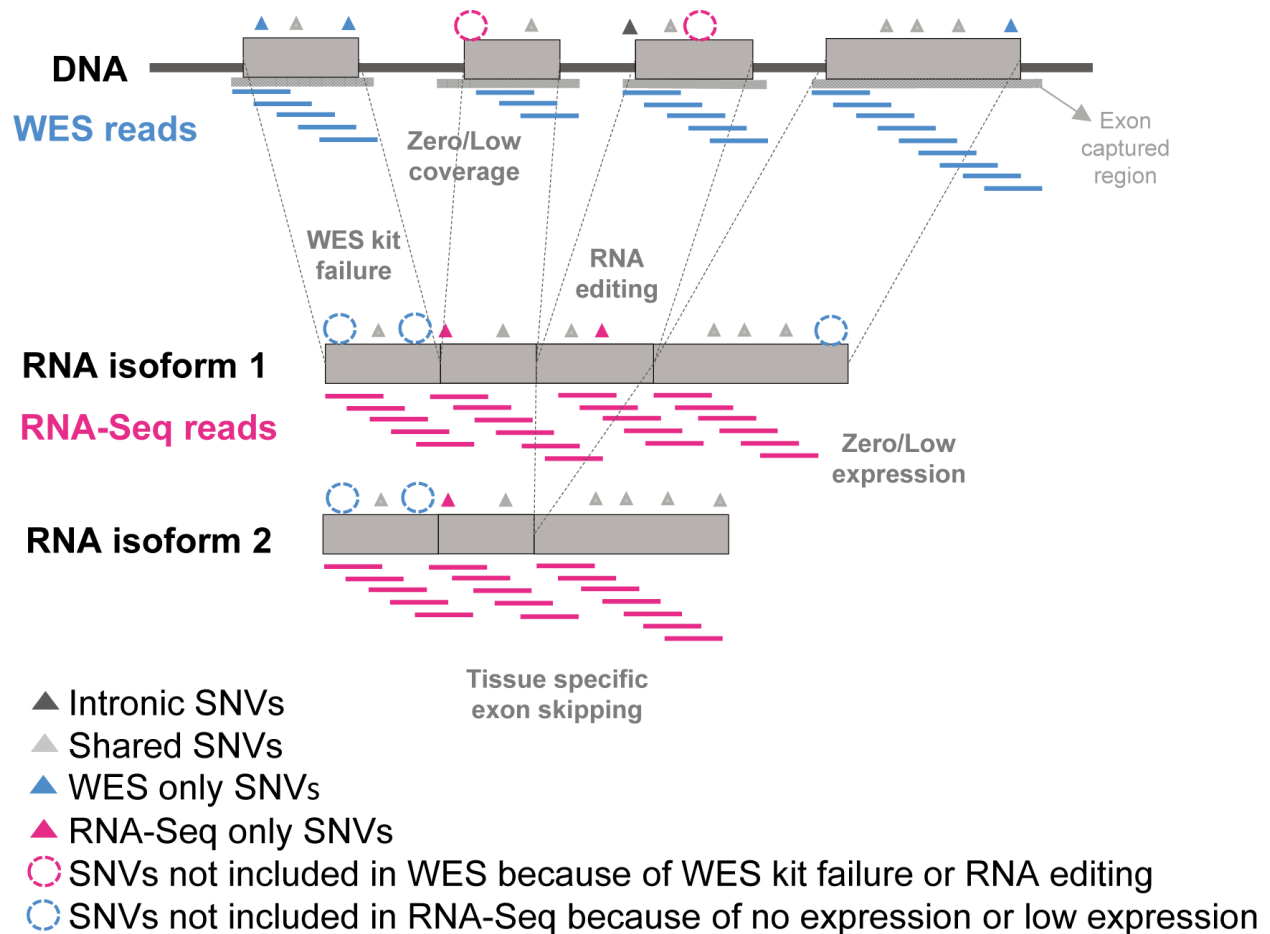 DNA
WES reads
Zero/Low
coverage
Exon
captured
region
WES kit
failure
RNA
editing
RNA isoform 1
RNA-Seq reads
Zero/Low
expression
RNA isoform 2
Tissue specific
exon skipping
Intronic SNVs
Shared SNVs
WES only SNVs
RNA-Seq only SNVs
SNVs not included in WES because of WES kit failure or RNA editing
SNVs not included in RNA-Seq because of no expression or low expression